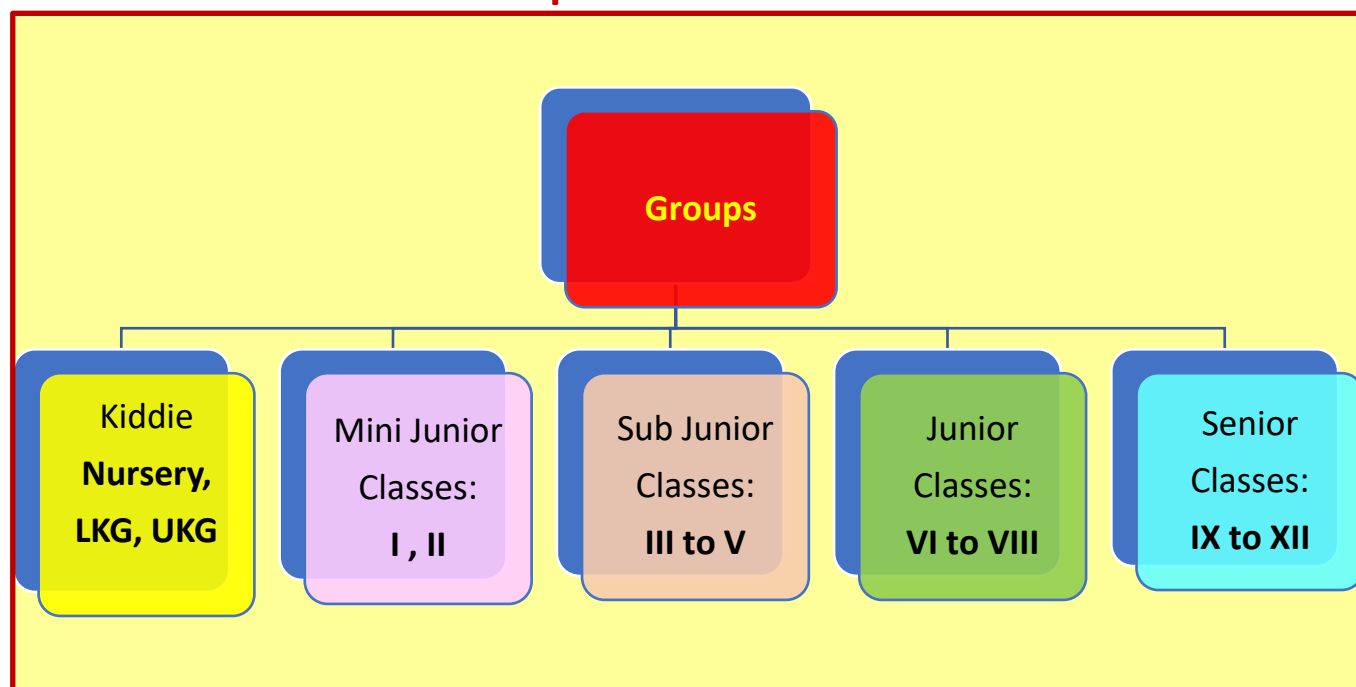 Groups
Kiddie
Nursery,
LKG, UKG
Mini Junior
Classes:
I , II
Sub Junior
Classes:
III to V
Junior
Classes:
VI to VIII
Senior
Classes:
IX to XII